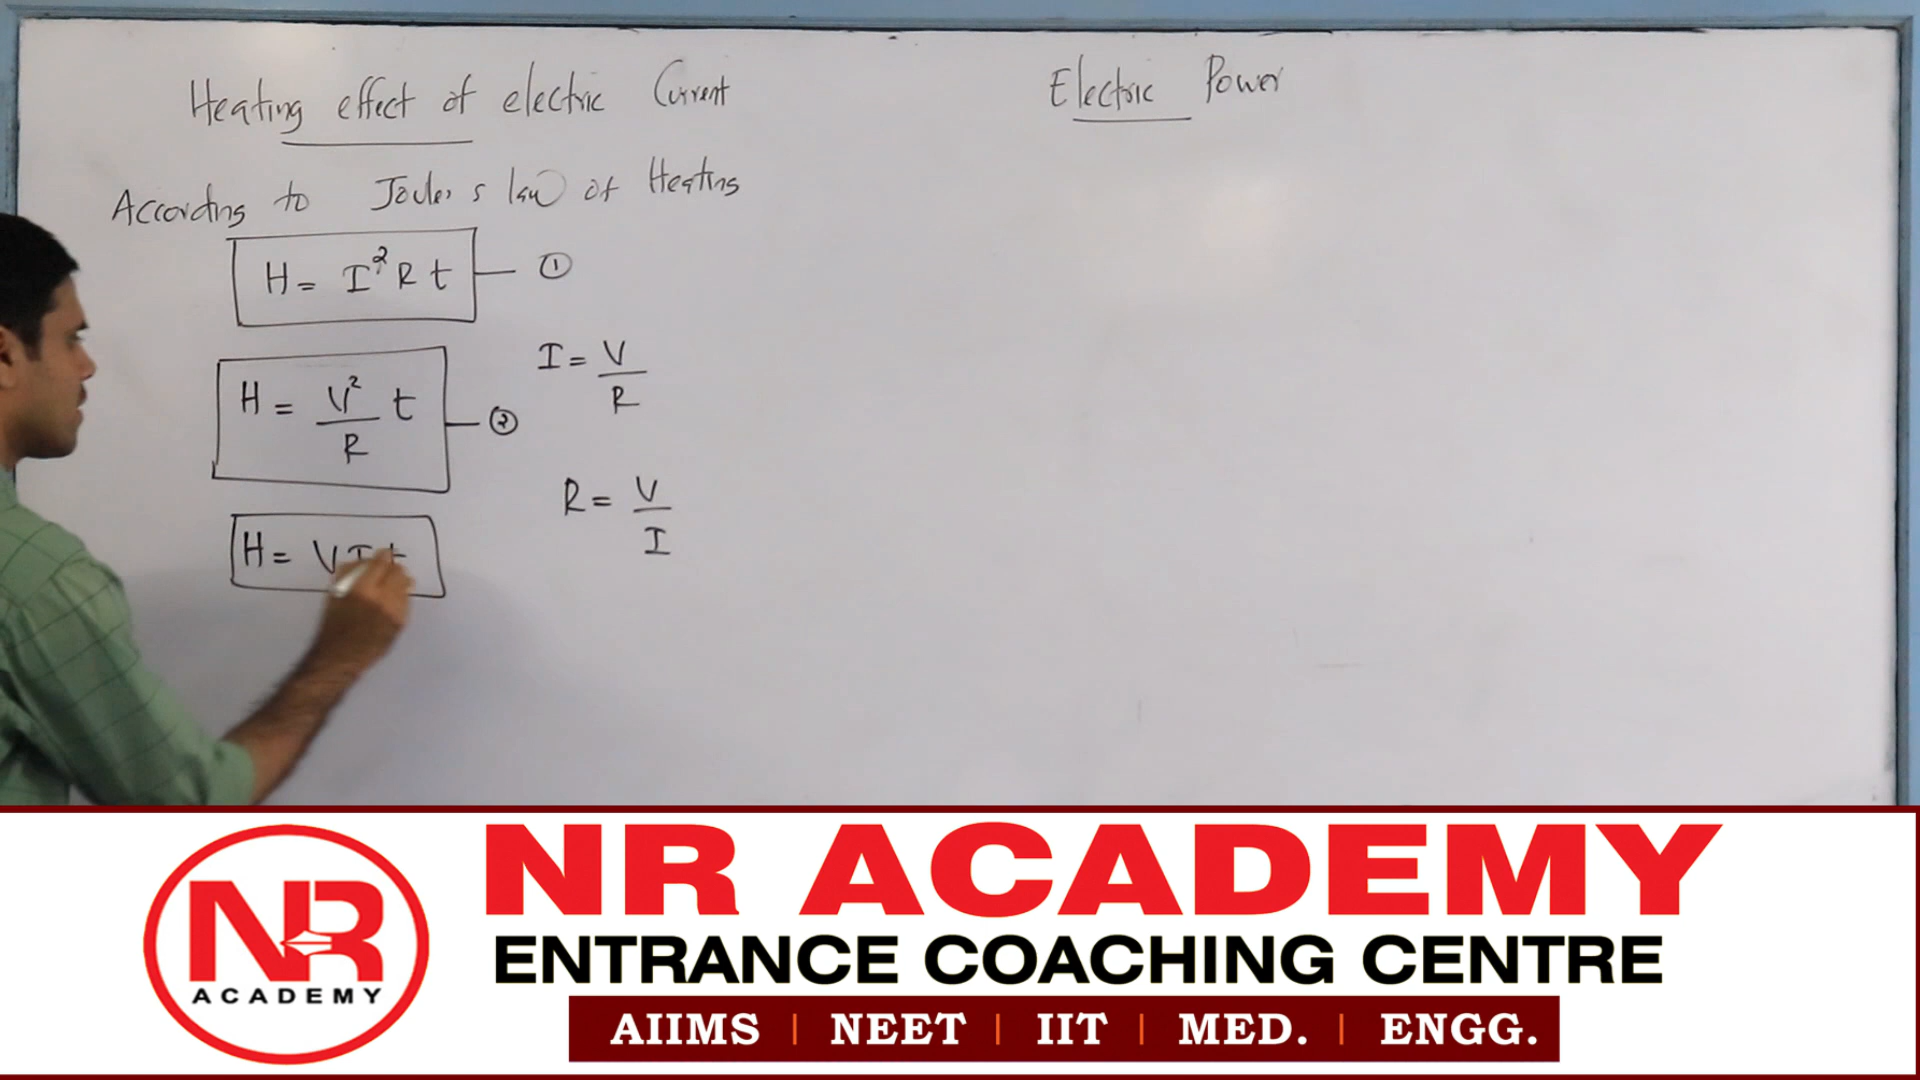 Heating effect of electric Current
According to Joule's law of Heating
H = I²Rt — ①
H = V²/R t — ②
I = V/R
R = V/I
H = VIt
Electric Power
NR
ACADEMY
NR ACADEMY
ENTRANCE COACHING CENTRE
AIIMS | NEET | IIT | MED. | ENGG.